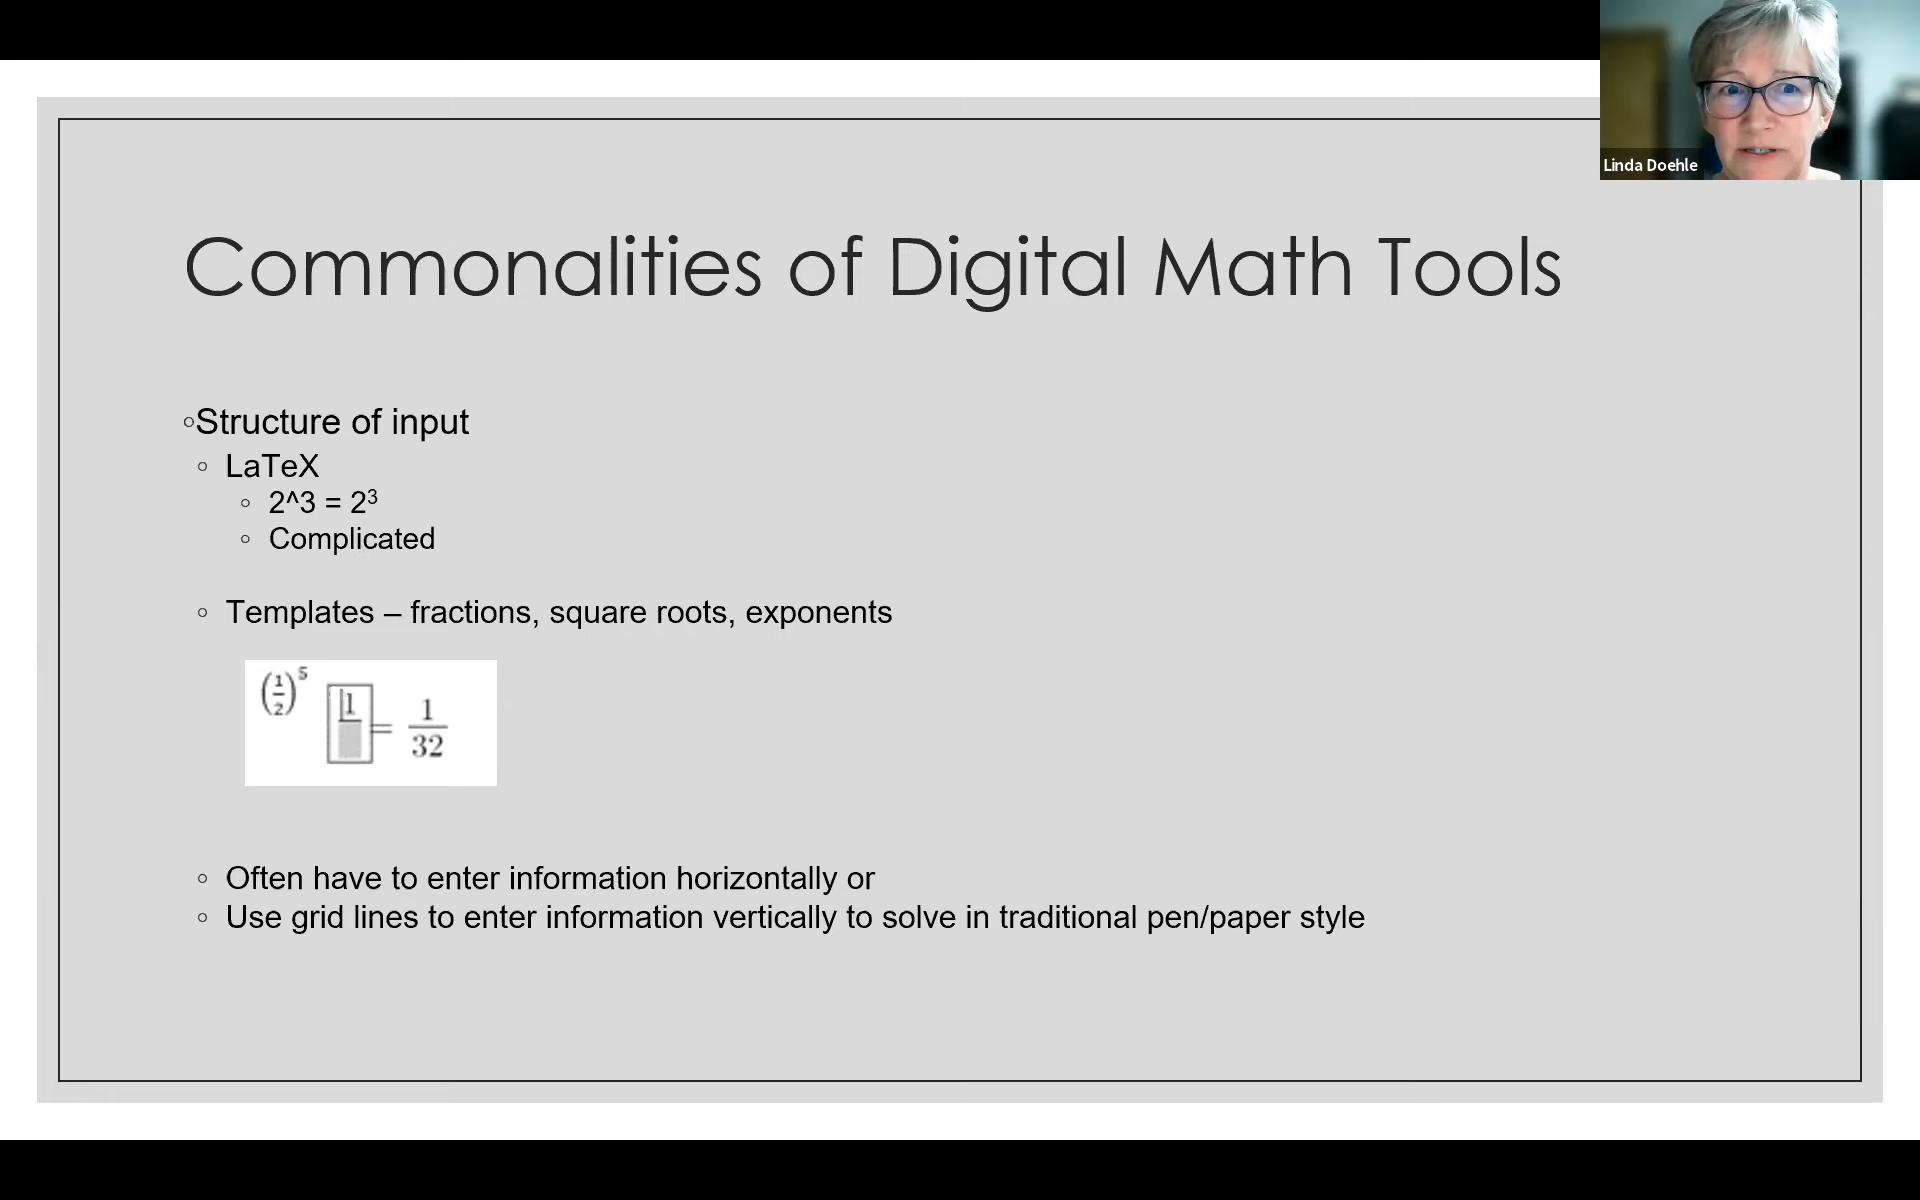 Linda Doehle
Commonalities of Digital Math Tools
◦Structure of input
◦ LaTeX
◦ 2^3 = 2³
◦ Complicated
◦ Templates – fractions, square roots, exponents
(1/2)⁵ 1/ = 1/32
◦ Often have to enter information horizontally or
◦ Use grid lines to enter information vertically to solve in traditional pen/paper style